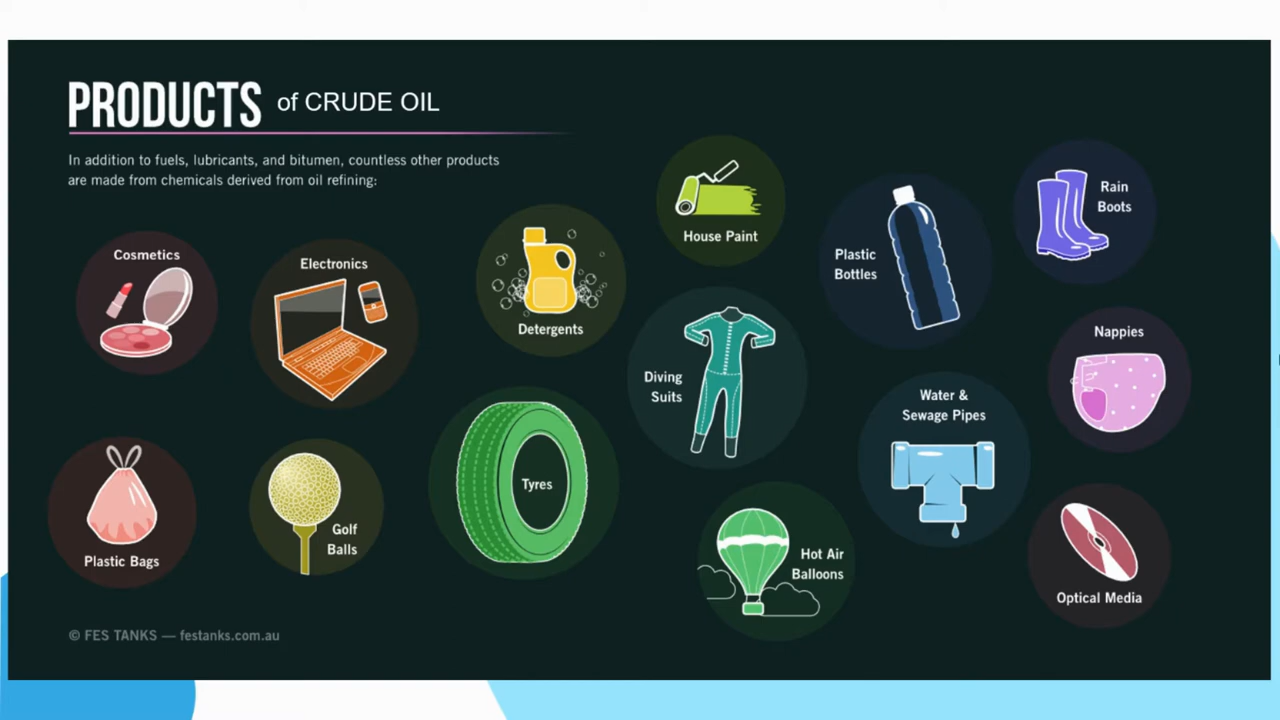 PRODUCTS of CRUDE OIL
In addition to fuels, lubricants, and bitumen, countless other products
are made from chemicals derived from oil refining:
Cosmetics
Electronics
Detergents
House Paint
Plastic
Bottles
Rain
Boots
Diving
Suits
Nappies
Water &
Sewage Pipes
Plastic Bags
Golf
Balls
Tyres
Hot Air
Balloons
Optical Media
© FES TANKS — festanks.com.au